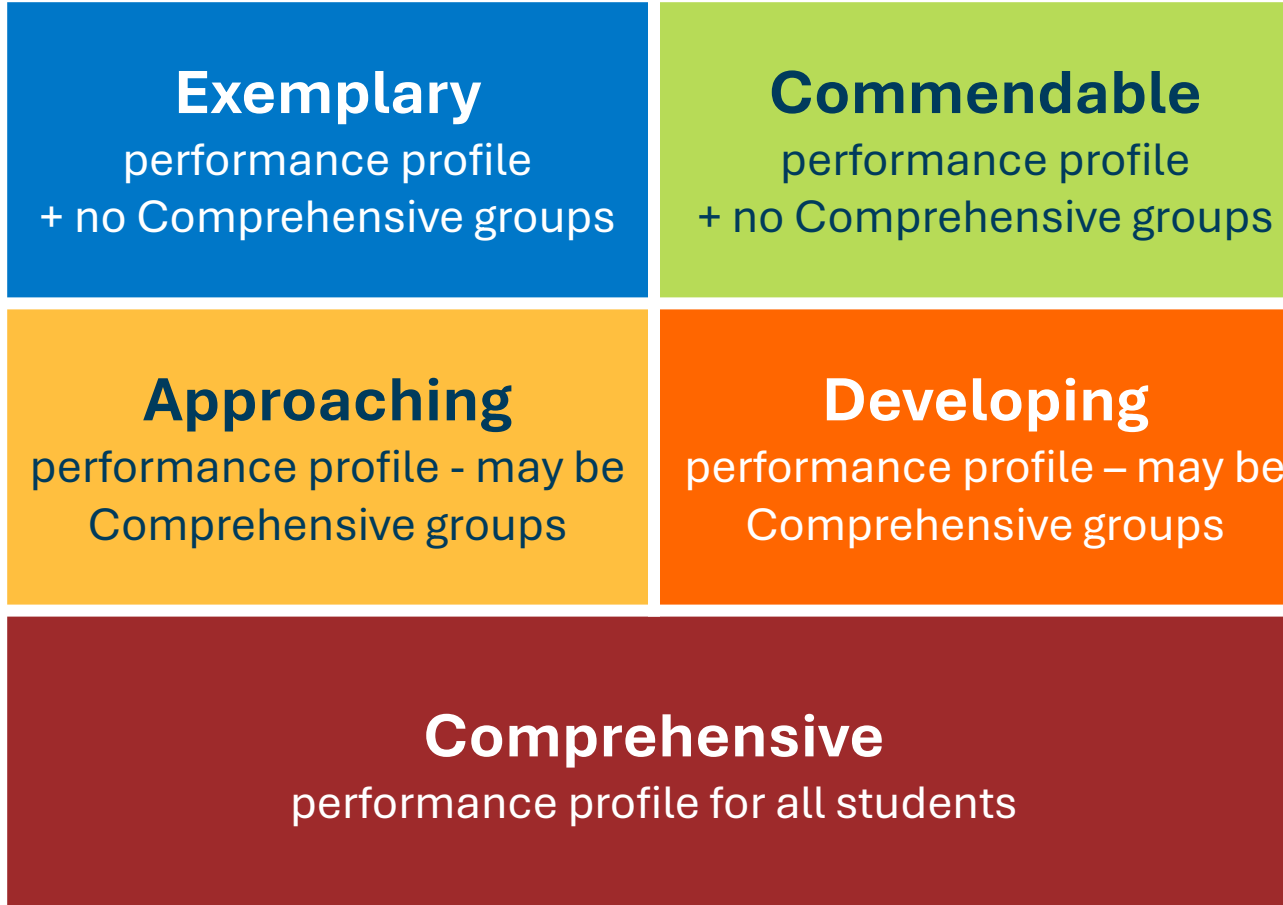 Exemplary
performance profile
+ no Comprehensive groups
Commendable
performance profile
+ no Comprehensive groups
Approaching
performance profile - may be
Comprehensive groups
Developing
performance profile – may be
Comprehensive groups
Comprehensive
performance profile for all students